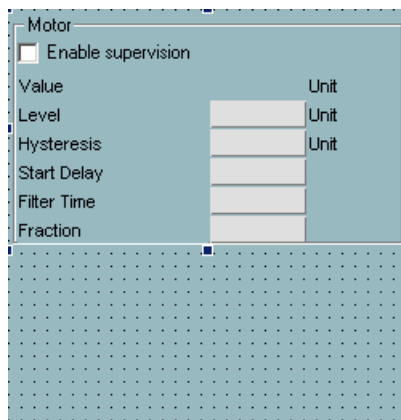 Motor
Enable supervision
Value Unit
Level Unit
Hysteresis Unit
Start Delay
Filter Time
Fraction